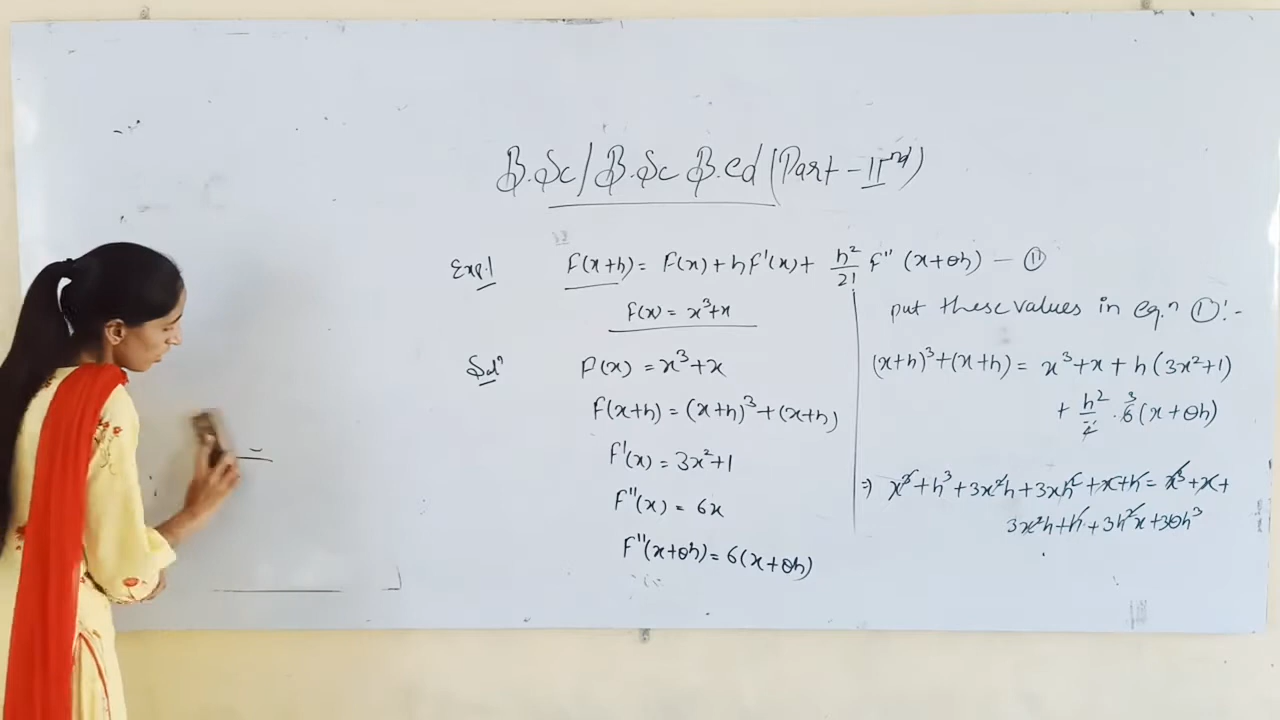 B.Sc/B.Sc B.ed (Part-IInd)
Exp.1 F(x+h) = F(x)+hF'(x)+ h²/2! F'' (x+θh) — ①
F(x) = x³+x
Solⁿ F(x) = x³+x
F(x+h) = (x+h)³+(x+h)
F'(x) = 3x²+1
F''(x) = 6x
F''(x+θh) = 6(x+θh)
put these values in eq.ⁿ ①:-
(x+h)³+(x+h) = x³+x+h(3x²+1)
+ h²/2 · 6 3 (x+θh)
⇒ x³+h³+3x²h+3xh²+x+h = x³+x+
3x²h+h+3h²x+3θh³